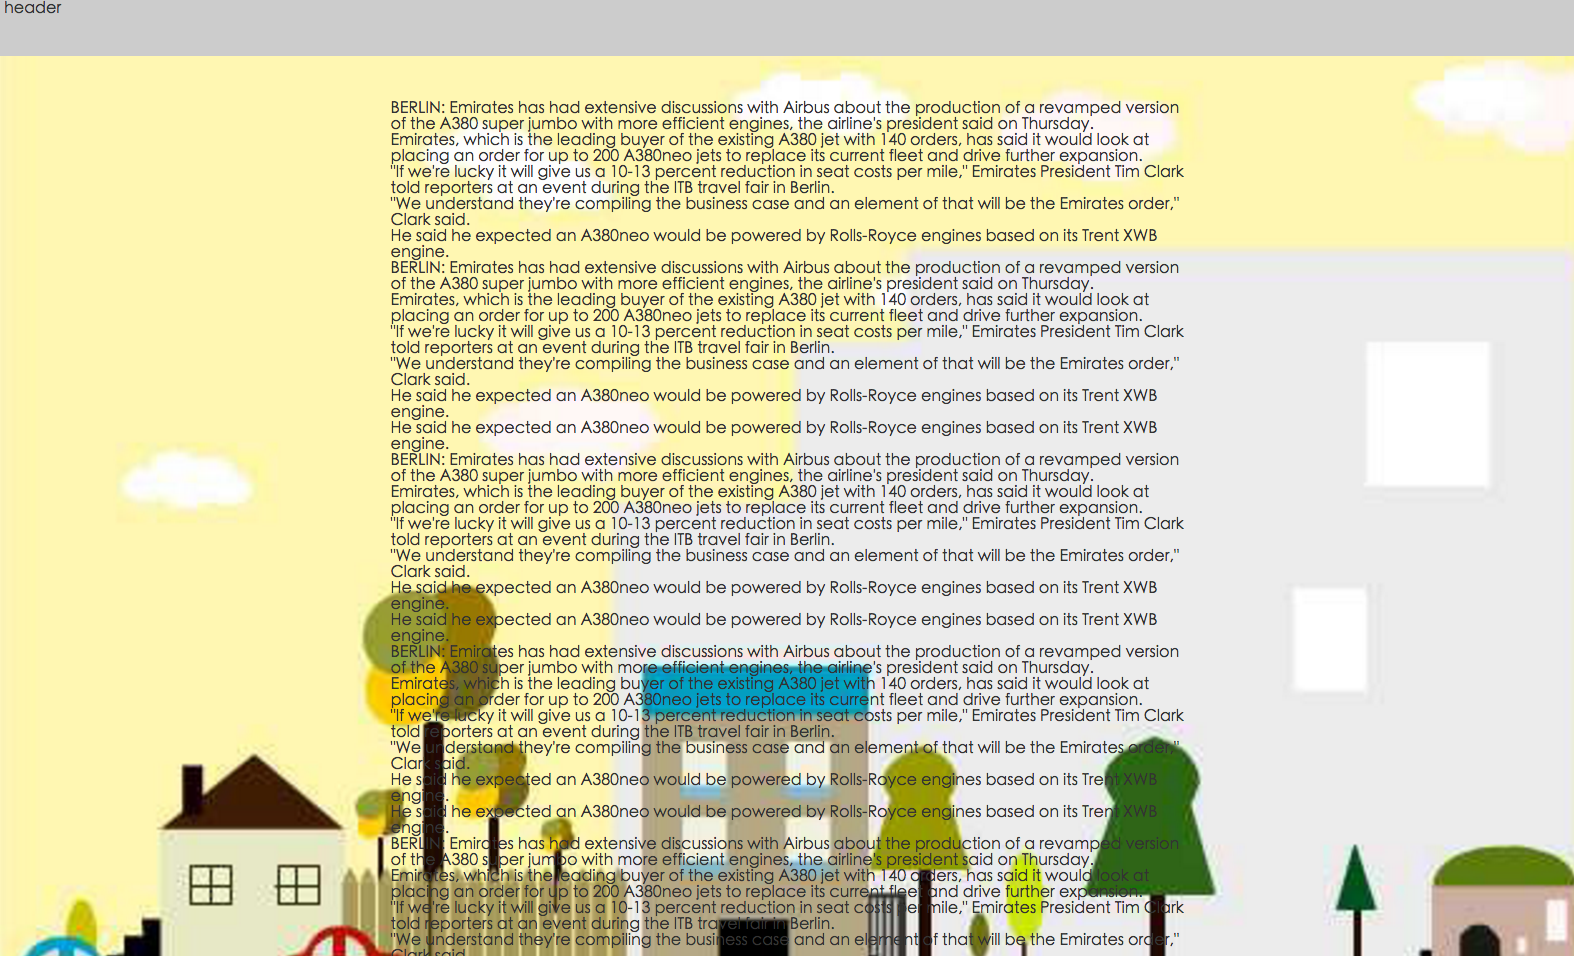 header
BERLIN: Emirates has had extensive discussions with Airbus about the production of a revamped version
of the A380 super jumbo with more efficient engines, the airline's president said on Thursday.
Emirates, which is the leading buyer of the existing A380 jet with 140 orders, has said it would look at
placing an order for up to 200 A380neo jets to replace its current fleet and drive further expansion.
"If we're lucky it will give us a 10-13 percent reduction in seat costs per mile," Emirates President Tim Clark
told reporters at an event during the ITB travel fair in Berlin.
"We understand they're compiling the business case and an element of that will be the Emirates order,"
Clark said.
He said he expected an A380neo would be powered by Rolls-Royce engines based on its Trent XWB
engine.
BERLIN: Emirates has had extensive discussions with Airbus about the production of a revamped version
of the A380 super jumbo with more efficient engines, the airline's president said on Thursday.
Emirates, which is the leading buyer of the existing A380 jet with 140 orders, has said it would look at
placing an order for up to 200 A380neo jets to replace its current fleet and drive further expansion.
"If we're lucky it will give us a 10-13 percent reduction in seat costs per mile," Emirates President Tim Clark
told reporters at an event during the ITB travel fair in Berlin.
"We understand they're compiling the business case and an element of that will be the Emirates order,"
Clark said.
He said he expected an A380neo would be powered by Rolls-Royce engines based on its Trent XWB
engine.
He said he expected an A380neo would be powered by Rolls-Royce engines based on its Trent XWB
engine.
BERLIN: Emirates has had extensive discussions with Airbus about the production of a revamped version
of the A380 super jumbo with more efficient engines, the airline's president said on Thursday.
Emirates, which is the leading buyer of the existing A380 jet with 140 orders, has said it would look at
placing an order for up to 200 A380neo jets to replace its current fleet and drive further expansion.
"If we're lucky it will give us a 10-13 percent reduction in seat costs per mile," Emirates President Tim Clark
told reporters at an event during the ITB travel fair in Berlin.
"We understand they're compiling the business case and an element of that will be the Emirates order,"
Clark said.
He said he expected an A380neo would be powered by Rolls-Royce engines based on its Trent XWB
engine.
He said he expected an A380neo would be powered by Rolls-Royce engines based on its Trent XWB
engine.
BERLIN: Emirates has had extensive discussions with Airbus about the production of a revamped version
of the A380 super jumbo with more efficient engines, the airline's president said on Thursday.
Emirates, which is the leading buyer of the existing A380 jet with 140 orders, has said it would look at
placing an order for up to 200 A380neo jets to replace its current fleet and drive further expansion.
"If we're lucky it will give us a 10-13 percent reduction in seat costs per mile," Emirates President Tim Clark
told reporters at an event during the ITB travel fair in Berlin.
"We understand they're compiling the business case and an element of that will be the Emirates order,"
Clark said.
He said he expected an A380neo would be powered by Rolls-Royce engines based on its Trent XWB
engine.
He said he expected an A380neo would be powered by Rolls-Royce engines based on its Trent XWB
engine.
BERLIN: Emirates has had extensive discussions with Airbus about the production of a revamped version
of the A380 super jumbo with more efficient engines, the airline's president said on Thursday.
Emirates, which is the leading buyer of the existing A380 jet with 140 orders, has said it would look at
placing an order for up to 200 A380neo jets to replace its current fleet and drive further expansion.
"If we're lucky it will give us a 10-13 percent reduction in seat costs per mile," Emirates President Tim Clark
told reporters at an event during the ITB travel fair in Berlin.
"We understand they're compiling the business case and an element of that will be the Emirates order,"
Clark said.